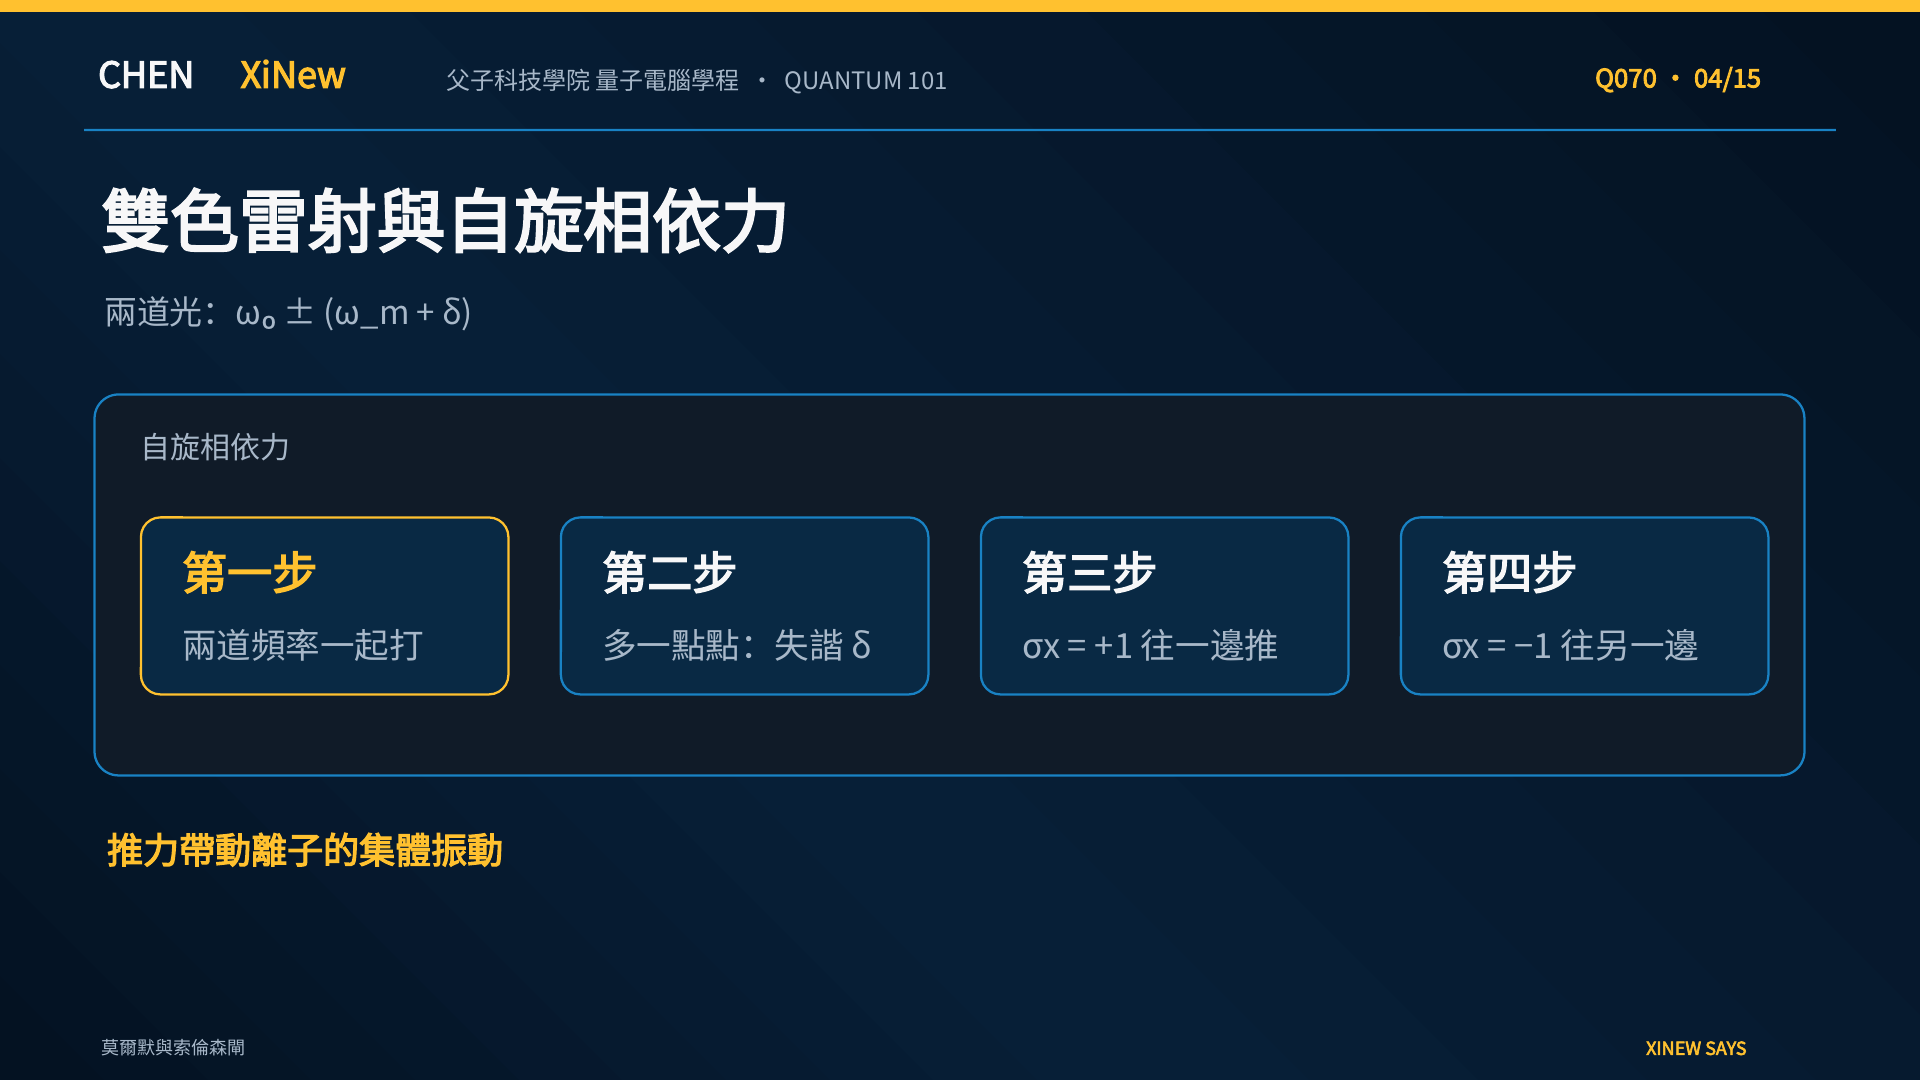 CHEN XiNew 父子科技學院 量子電腦學程 · QUANTUM 101 Q070 · 04/15
雙色雷射與自旋相依力
兩道光：ω₀ ± (ω_m + δ)
自旋相依力
第一步
兩道頻率一起打
第二步
多一點點：失諧 δ
第三步
σx = +1 往一邊推
第四步
σx = −1 往另一邊
推力帶動離子的集體振動
莫爾默與索倫森閘
XINEW SAYS